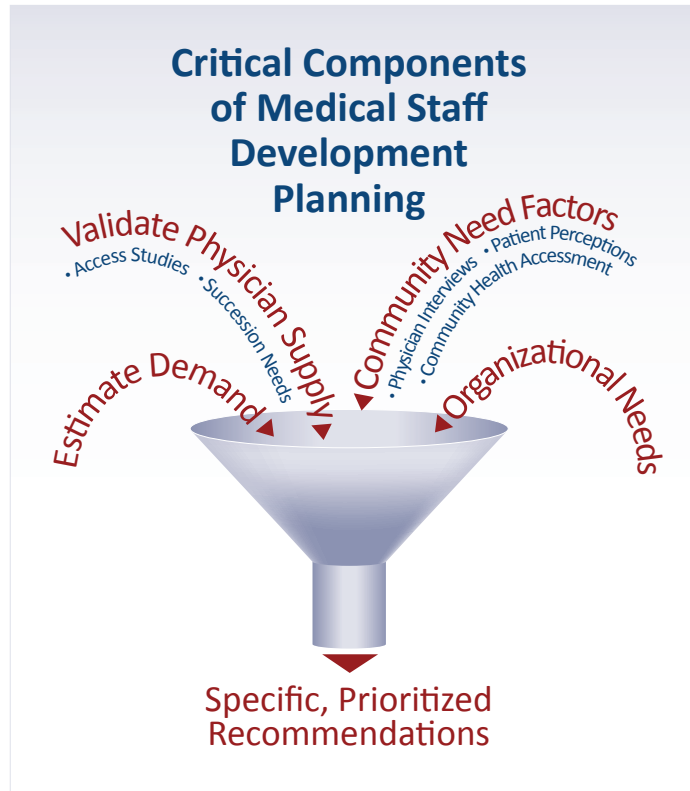 Critical Components
of Medical Staff
Development
Planning
Validate Physician Supply
• Access Studies
• Succession Needs
Community Need Factors
• Physician Interviews
• Patient Perceptions
• Community Health Accessment
Estimate Demand
Organizational Needs
Specific, Prioritized
Recommendations